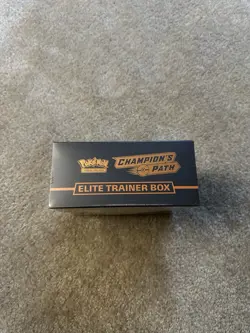 Pokémon
CHAMPION'S
PATH
ELITE TRAINER BOX